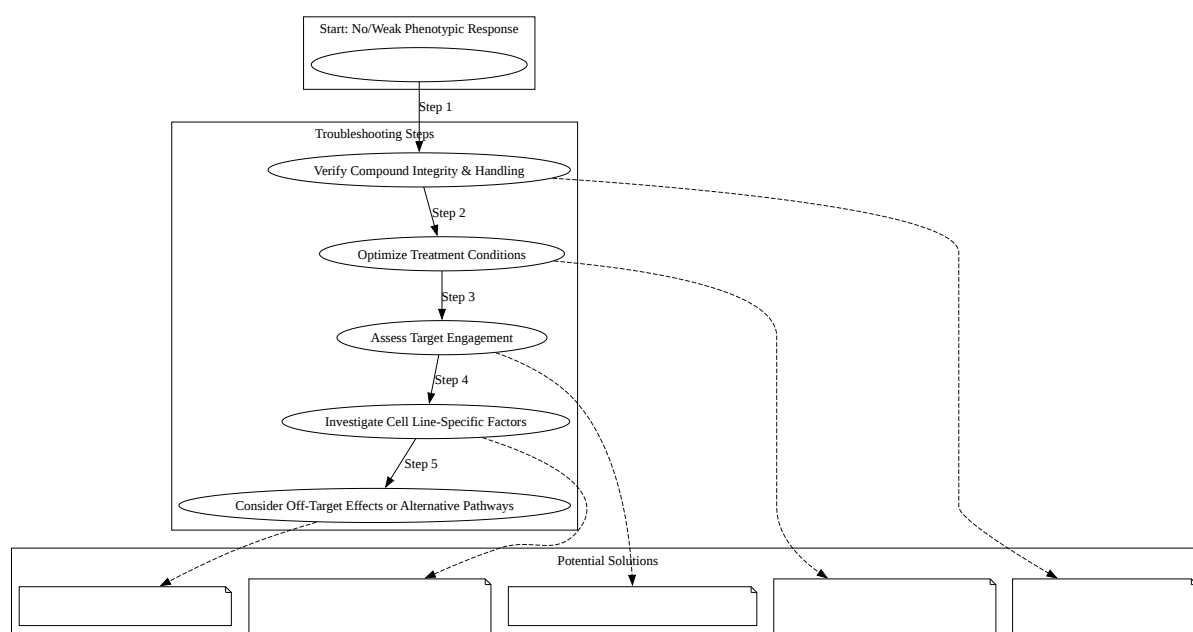 Start: No/Weak Phenotypic Response
Step 1
Troubleshooting Steps
Verify Compound Integrity & Handling
Step 2
Optimize Treatment Conditions
Step 3
Assess Target Engagement
Step 4
Investigate Cell Line-Specific Factors
Step 5
Consider Off-Target Effects or Alternative Pathways
Potential Solutions